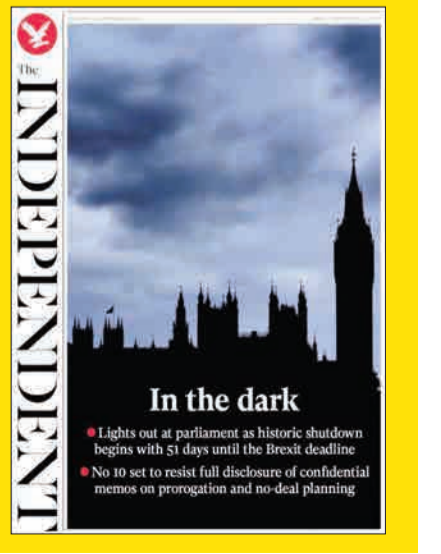 The
INDEPENDENT
In the dark
Lights out at parliament as historic shutdown
begins with 51 days until the Brexit deadline
No 10 set to resist full disclosure of confidential
memos on prorogation and no-deal planning